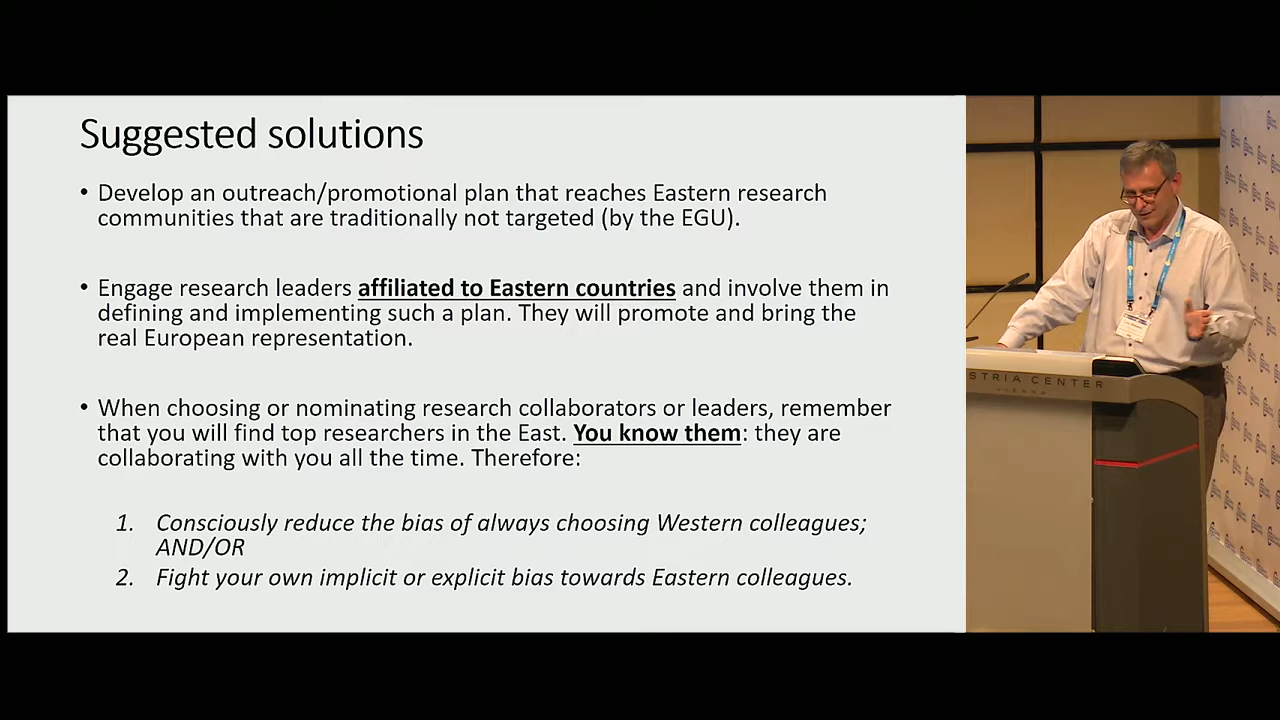 Suggested solutions
• Develop an outreach/promotional plan that reaches Eastern research
communities that are traditionally not targeted (by the EGU).
• Engage research leaders affiliated to Eastern countries and involve them in
defining and implementing such a plan. They will promote and bring the
real European representation.
• When choosing or nominating research collaborators or leaders, remember
that you will find top researchers in the East. You know them: they are
collaborating with you all the time. Therefore:
1. Consciously reduce the bias of always choosing Western colleagues;
AND/OR
2. Fight your own implicit or explicit bias towards Eastern colleagues.
STRIA CENTER